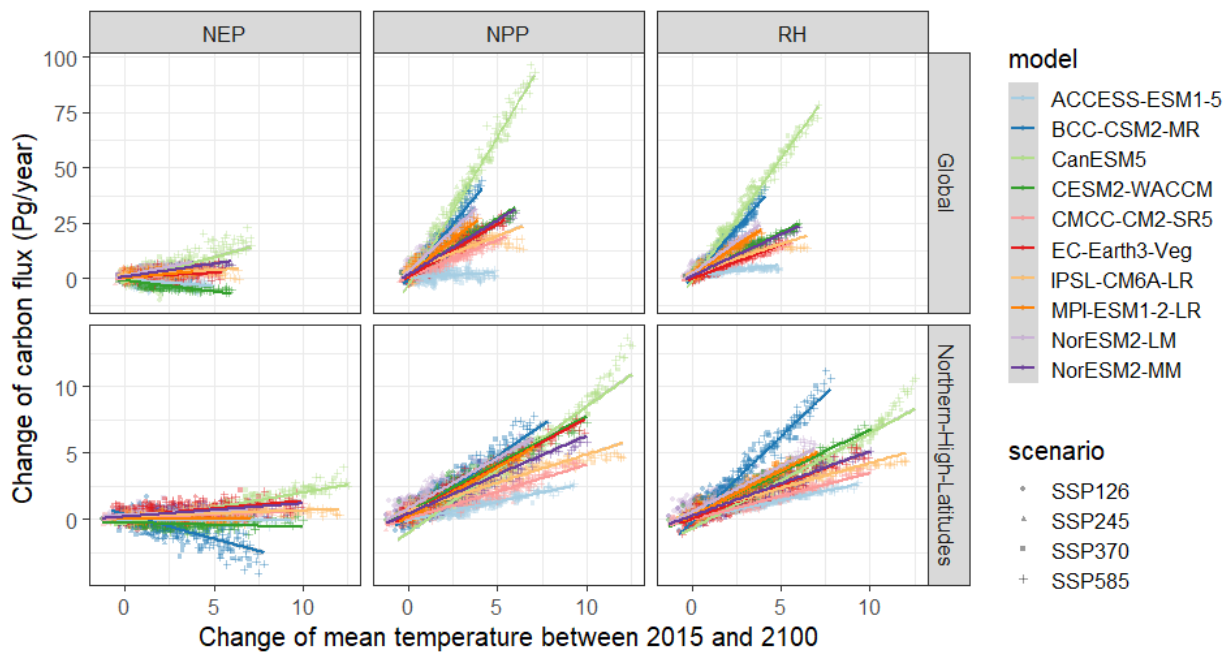 NEP
NPP
RH
Change of carbon flux (Pg/year)
100
75
50
25
0
Global
10
5
0
Northern-High-Latitudes
0 5 10
0 5 10
0 5 10
Change of mean temperature between 2015 and 2100
model
ACCESS-ESM1-5
BCC-CSM2-MR
CanESM5
CESM2-WACCM
CMCC-CM2-SR5
EC-Earth3-Veg
IPSL-CM6A-LR
MPI-ESM1-2-LR
NorESM2-LM
NorESM2-MM
scenario
SSP126
SSP245
SSP370
SSP585